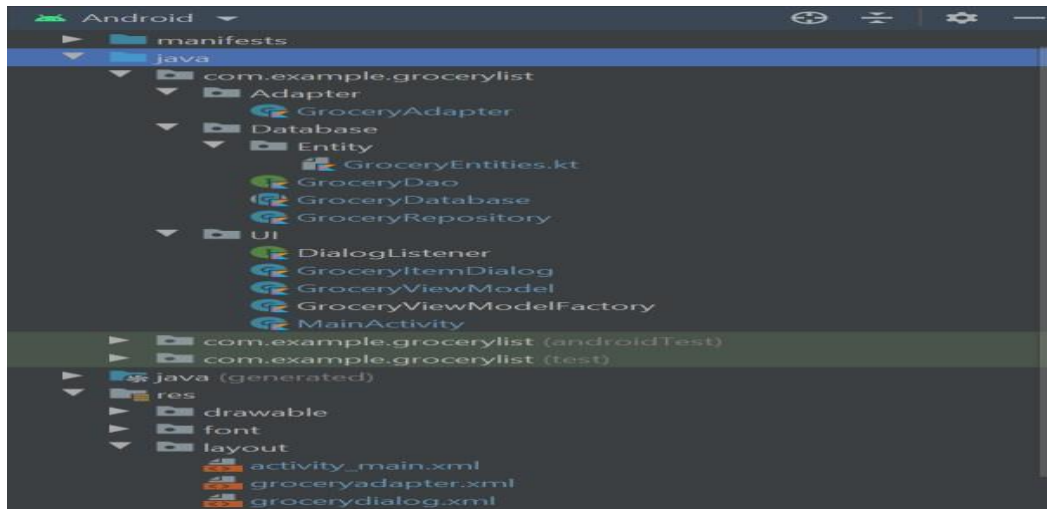 Android
manifests
java
com.example.grocerylist
Adapter
GroceryAdapter
Database
Entity
GroceryEntities.kt
GroceryDao
GroceryDatabase
GroceryRepository
UI
DialogListener
GroceryItemDialog
GroceryViewModel
GroceryViewModelFactory
MainActivity
com.example.grocerylist (androidTest)
com.example.grocerylist (test)
java (generated)
res
drawable
font
layout
activity_main.xml
groceryadapter.xml
grocerydialog.xml